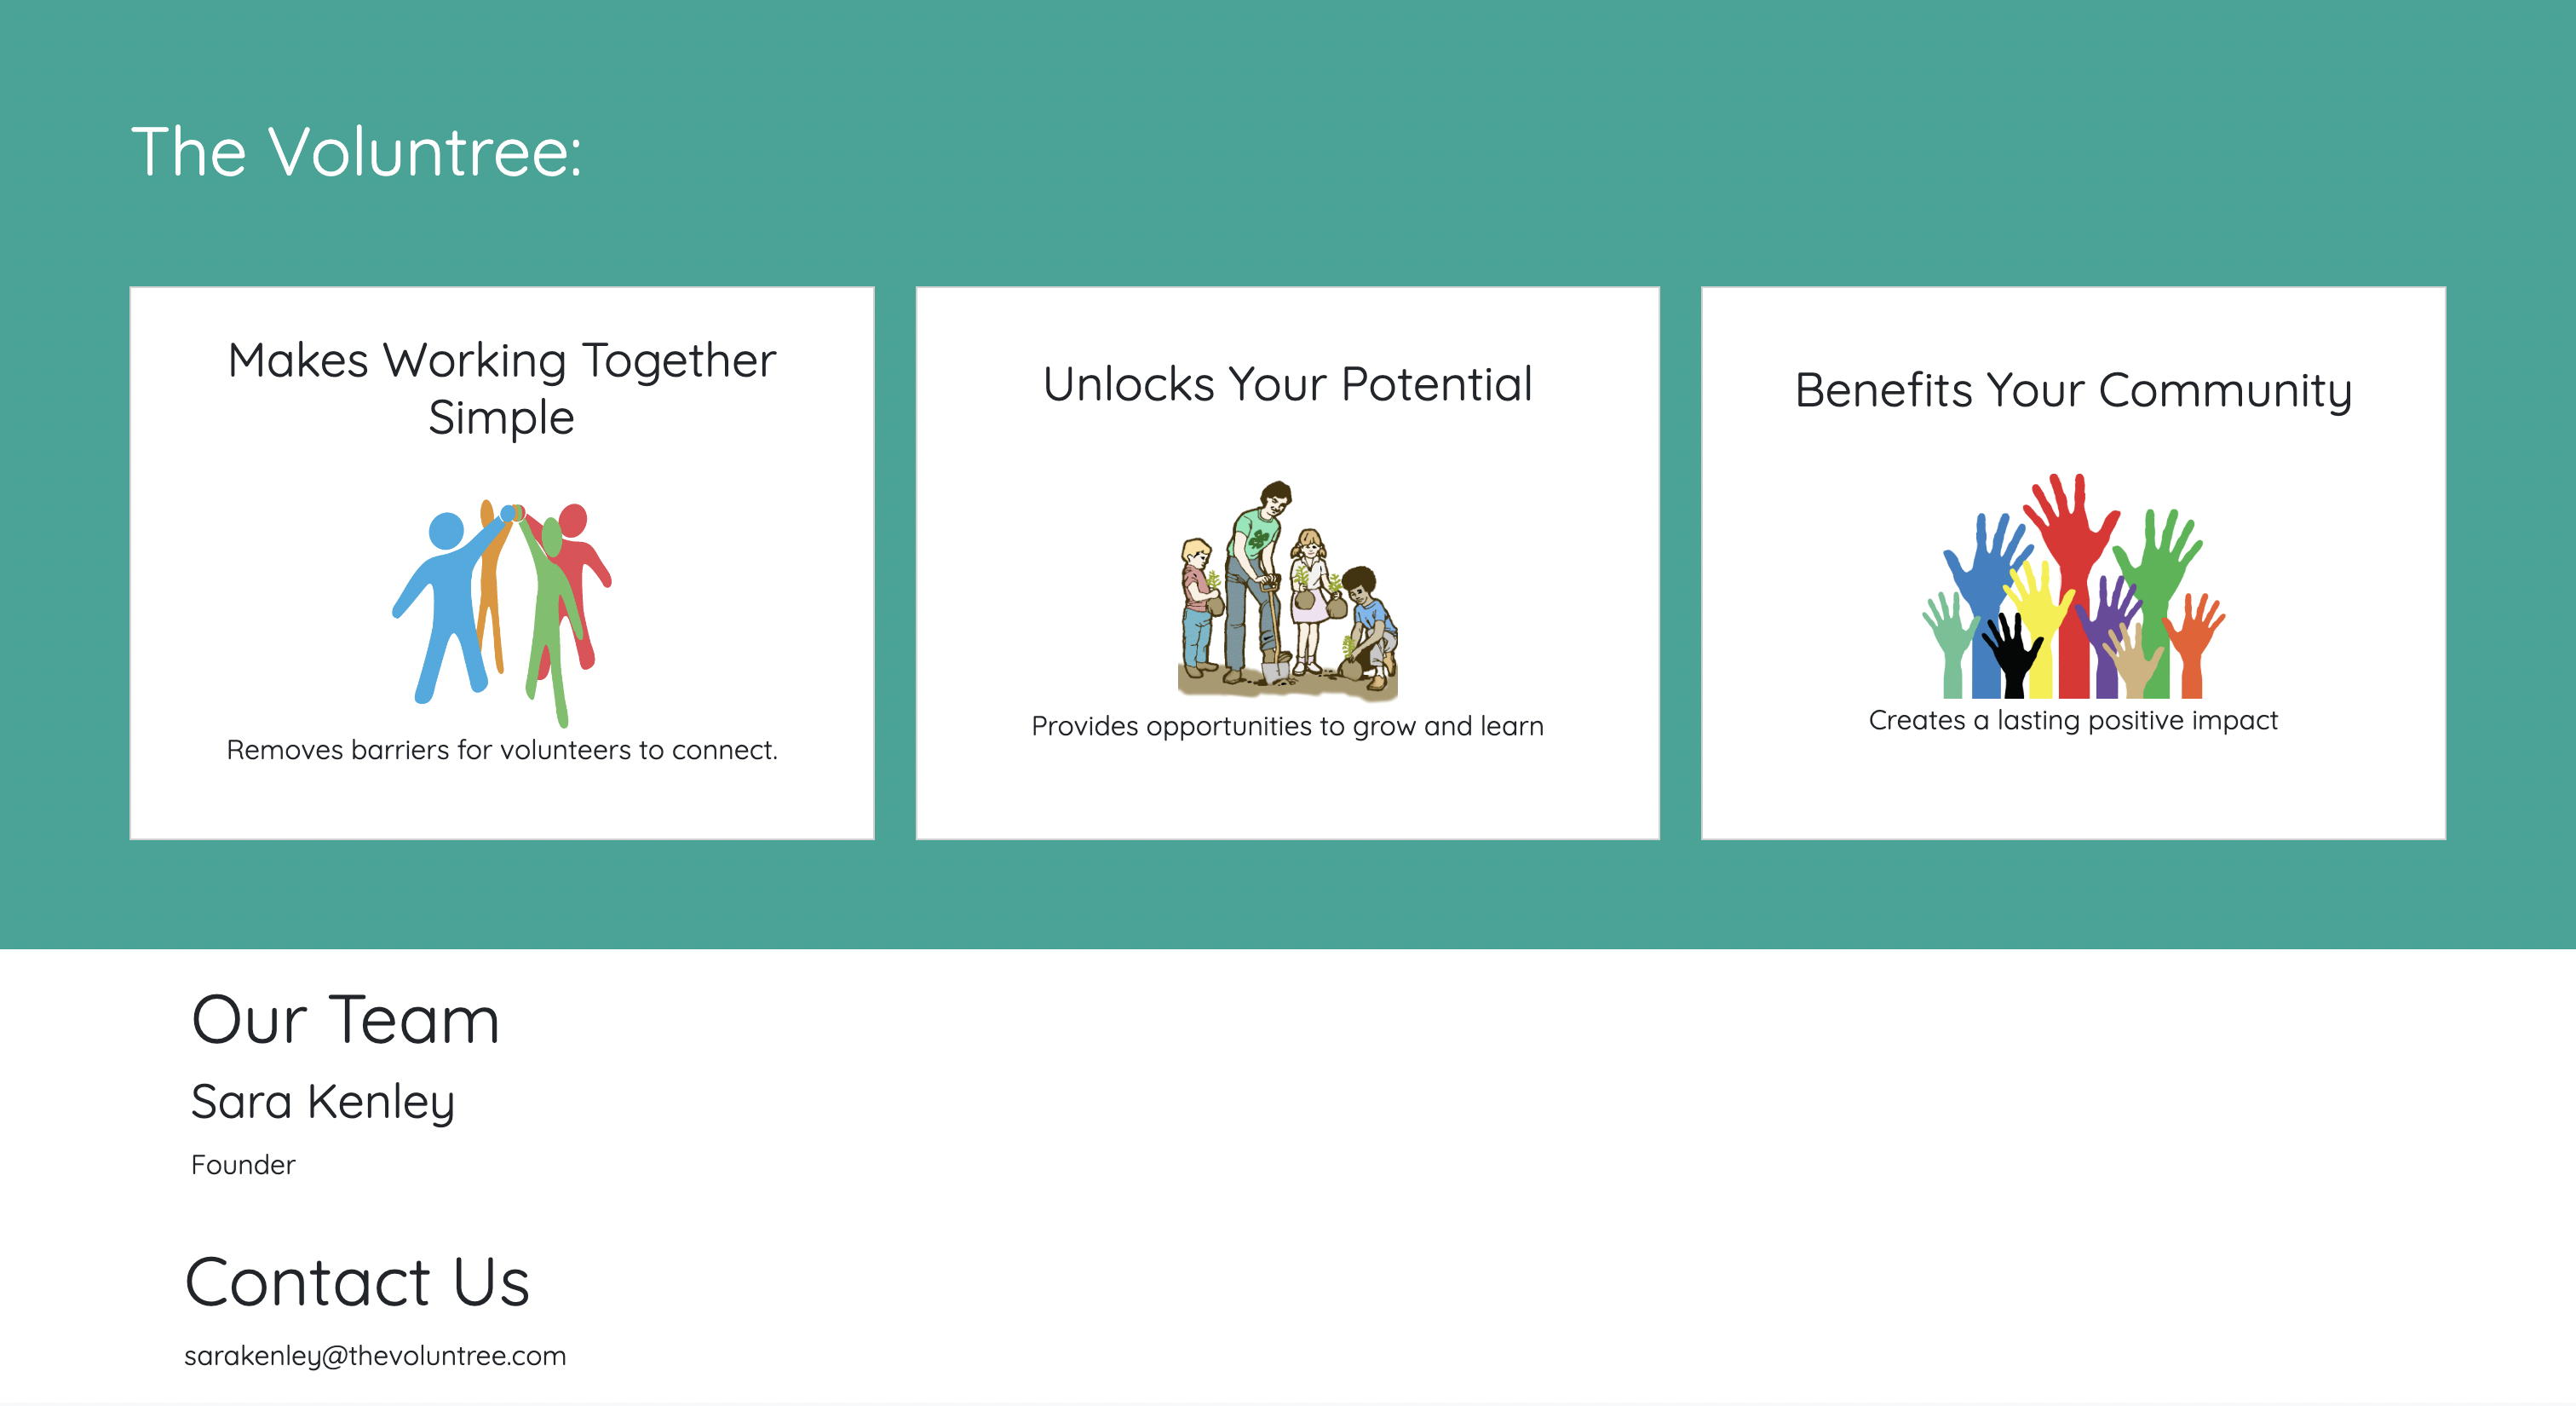 The Voluntree:
Makes Working Together
Simple
Removes barriers for volunteers to connect.
Unlocks Your Potential
Provides opportunities to grow and learn
Benefits Your Community
Creates a lasting positive impact
Our Team
Sara Kenley
Founder
Contact Us
sarakenley@thevoluntree.com